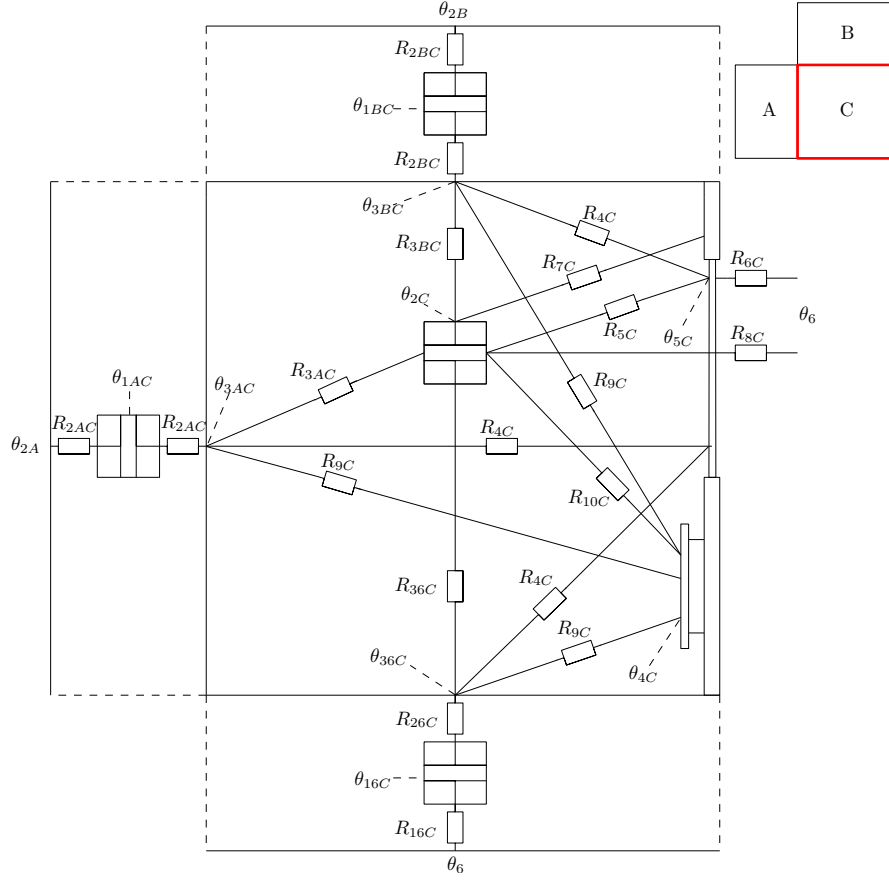 θ2B
R2BC
B
θ1BC
A
C
R2BC
θ3BC
R4C
R3BC
R7C
R6C
θ2C
θ6
R5C
θ5C
R8C
R3AC
R9C
θ3AC
θ1AC
R2AC
R2AC
R4C
θ2A
R9C
R10C
R36C
R4C
R9C
θ36C
θ4C
R26C
θ16C
R16C
θ6